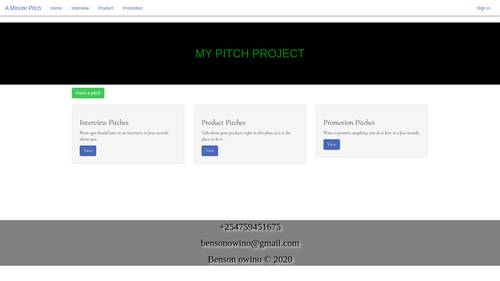 A Minute Pitch Home Interview Product Promotion Sign in
MY PITCH PROJECT
Have a pitch
Interview Pitches
Want you should have in an interview in four seconds
about you.
View
Product Pitches
Talk about your products right in this place as it is the
place to do it.
View
Promotion Pitches
Want to promote anything, just do it here in a few seconds.
View
+254759451675
bensonowino@gmail.com
Benson owino © 2020